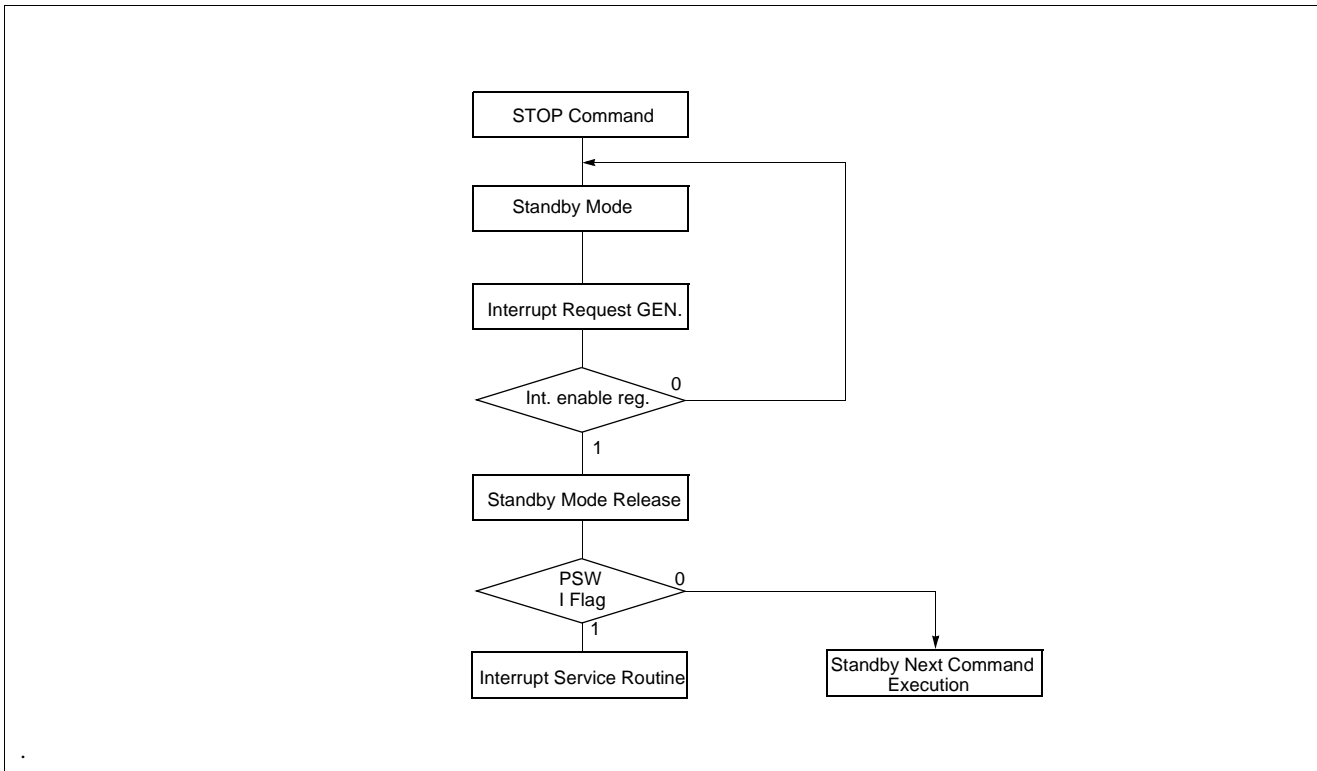 STOP Command
Standby Mode
Interrupt Request GEN.
0
Int. enable reg.
1
Standby Mode Release
PSW
I Flag
0
1
Interrupt Service Routine
Standby Next Command
Execution
.